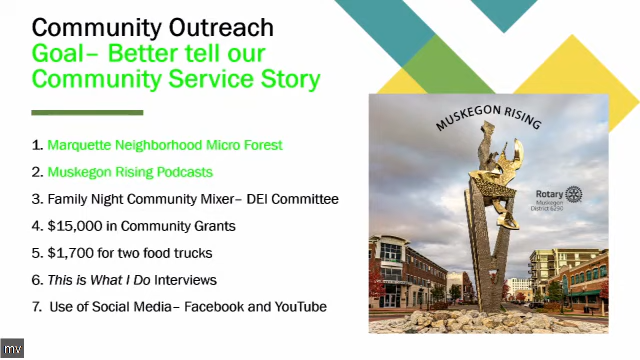 Community Outreach
Goal– Better tell our
Community Service Story
1. Marquette Neighborhood Micro Forest
2. Muskegon Rising Podcasts
3. Family Night Community Mixer– DEI Committee
4. $15,000 in Community Grants
5. $1,700 for two food trucks
6. This is What I Do Interviews
7. Use of Social Media– Facebook and YouTube
MUSKEGON RISING
Rotary
Muskegon
District 6290
mv